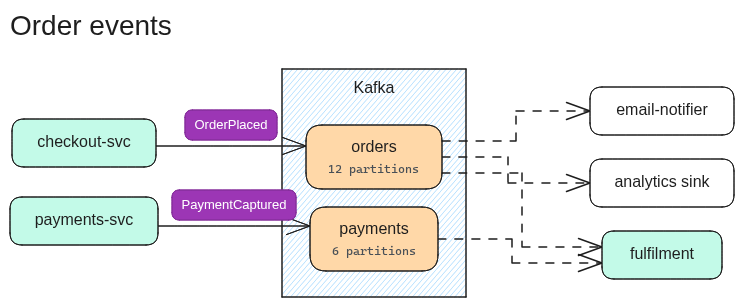 Order events
Kafka
checkout-svc
OrderPlaced
orders
12 partitions
email-notifier
analytics sink
payments-svc
PaymentCaptured
payments
6 partitions
fulfilment